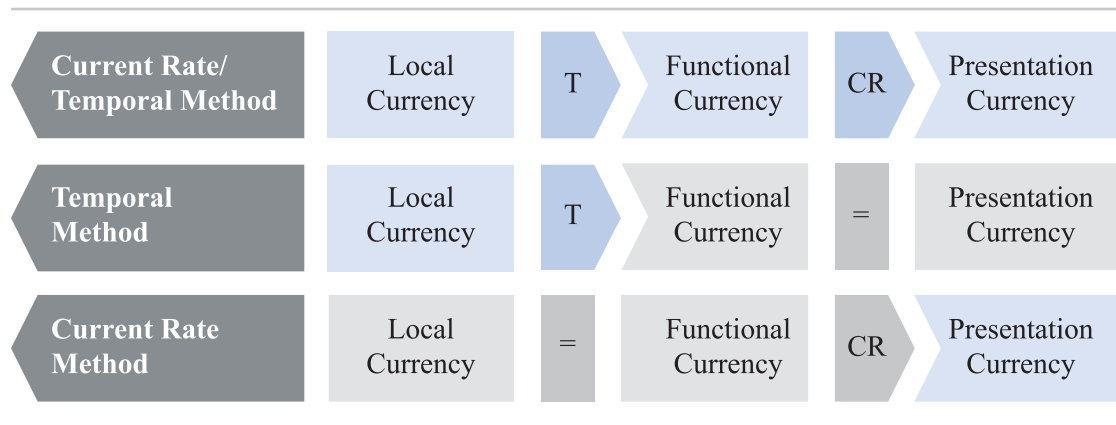 Current Rate/
Temporal Method
Local
Currency
T
Functional
Currency
CR
Presentation
Currency
Temporal
Method
Local
Currency
T
Functional
Currency
=
Presentation
Currency
Current Rate
Method
Local
Currency
=
Functional
Currency
CR
Presentation
Currency